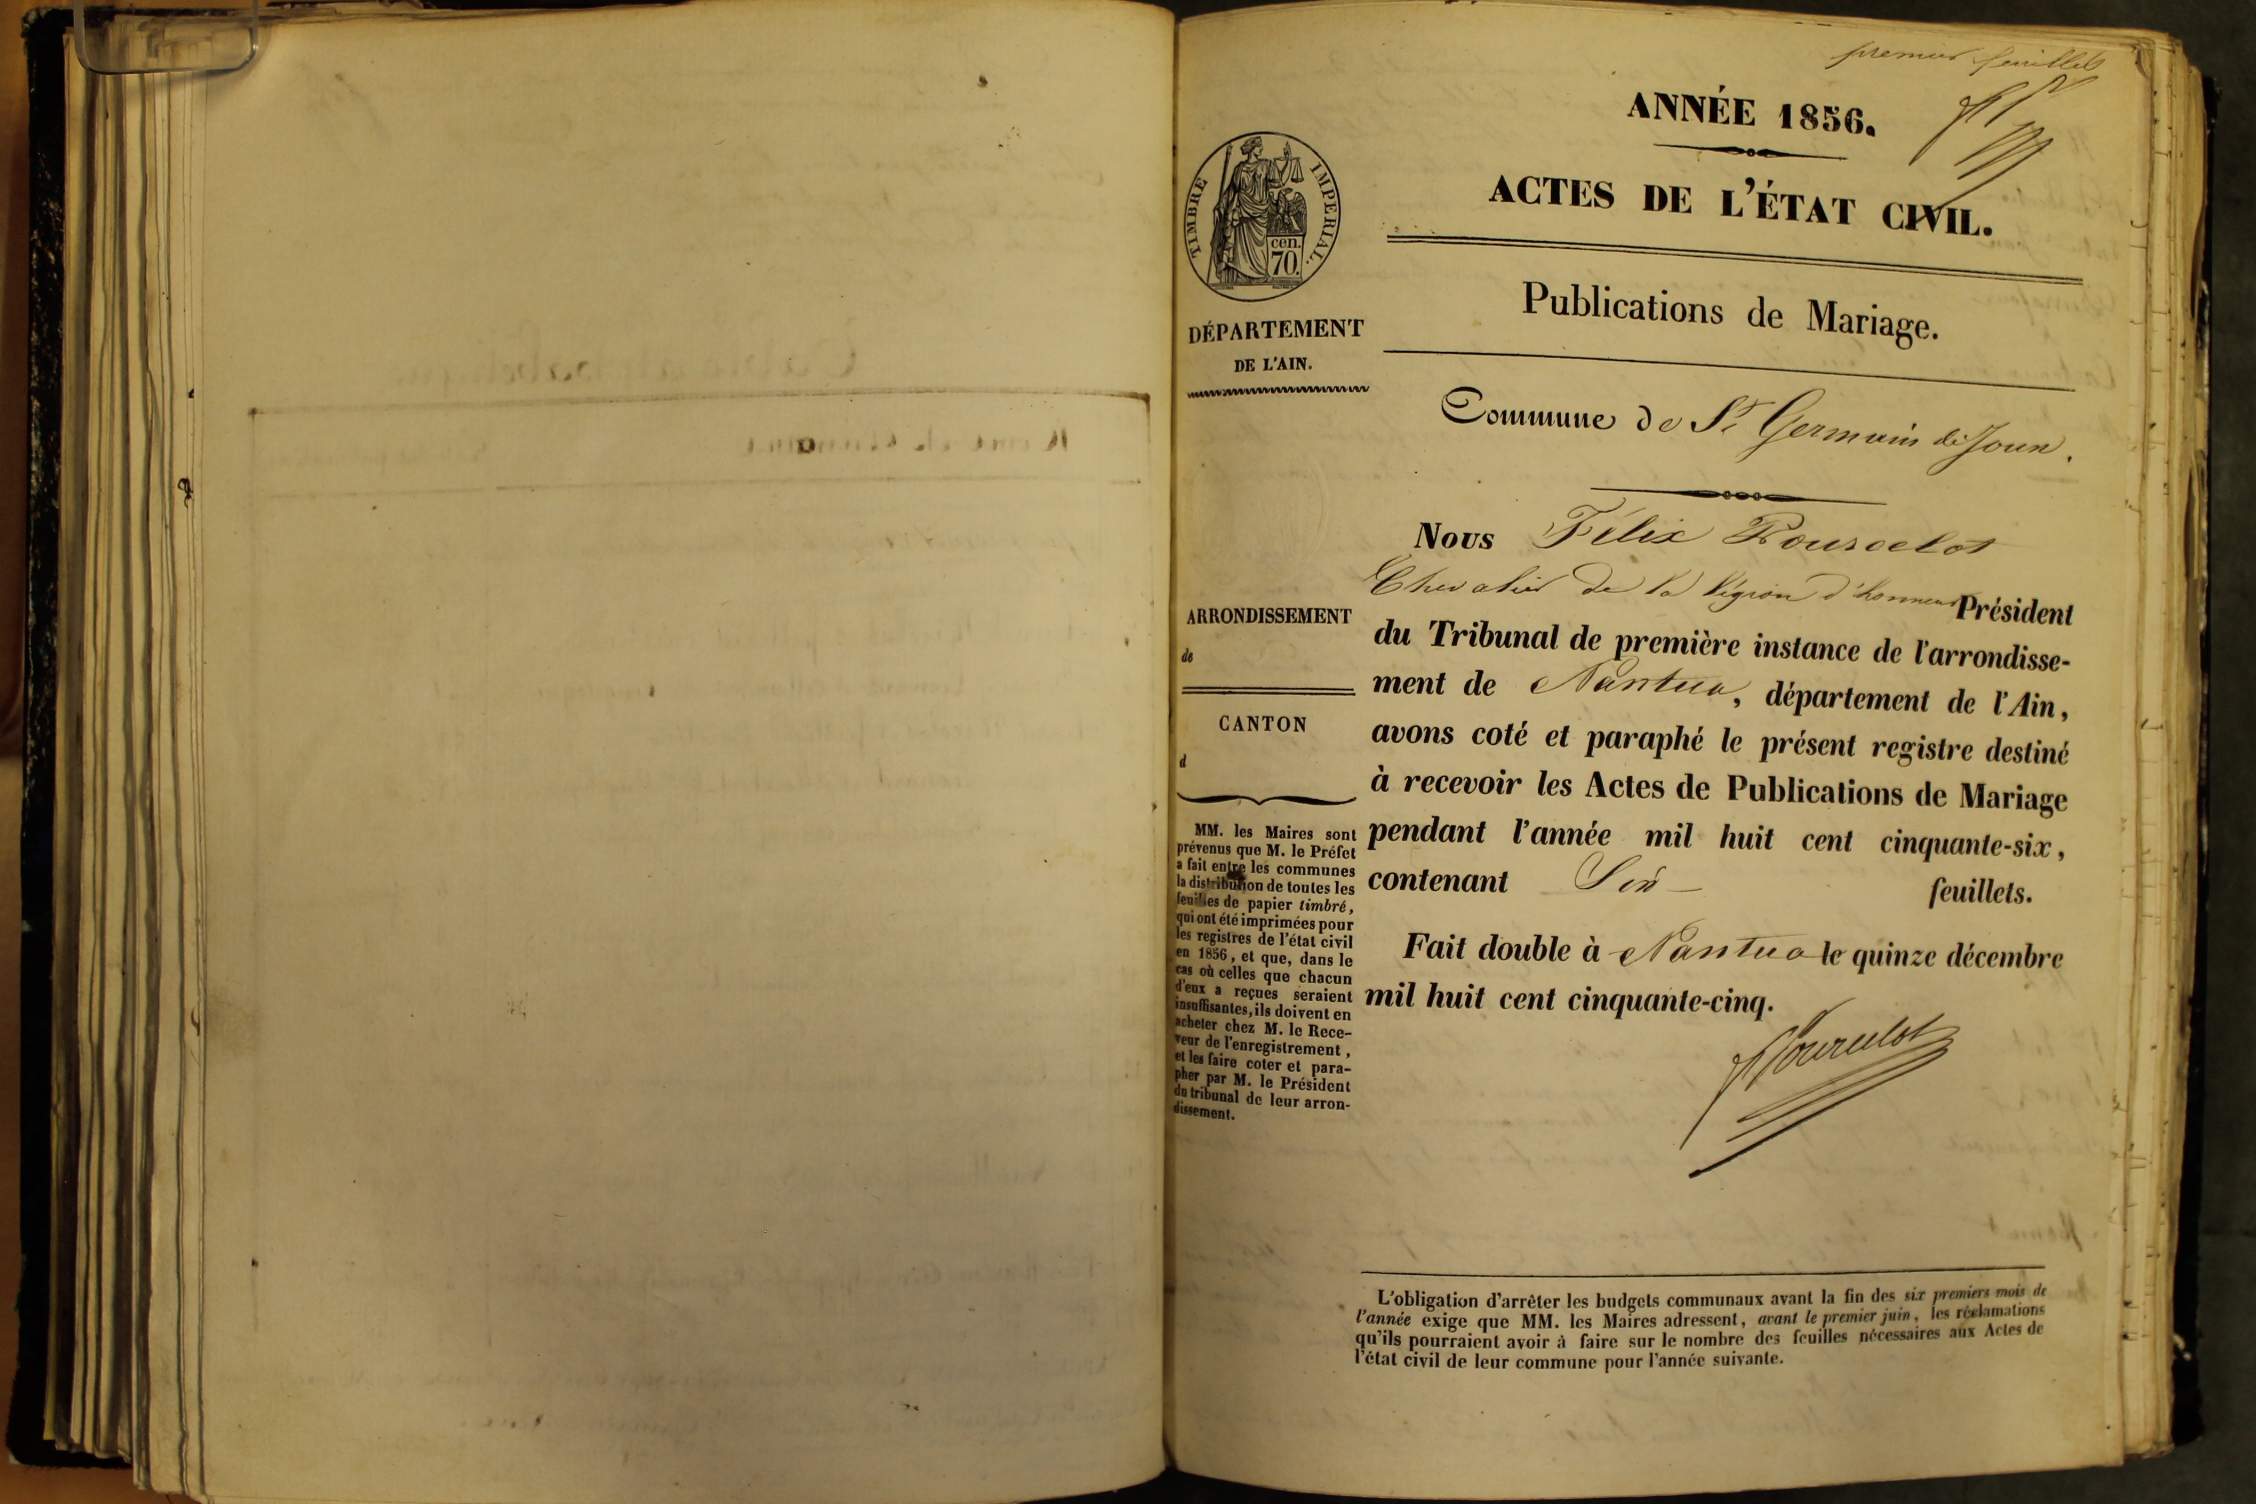 premier feuillet
ANNÉE 1856.
ACTES DE L'ÉTAT CIVIL.
TIMBRE IMPERIAL.
cen.
70.
DÉPARTEMENT
DE L'AIN.
Publications de Mariage.
Commune de St Germain de Joux.
Nous Félix Pourcelot
Chevalier de la légion d'honneur Président
du Tribunal de première instance de l'arrondisse-
ment de Nantua, département de l'Ain,
avons coté et paraphé le présent registre destiné
à recevoir les Actes de Publications de Mariage
pendant l'année mil huit cent cinquante-six,
contenant Six feuillets.
Fait double à Nantua le quinze décembre
mil huit cent cinquante-cinq.
Pourcelot
ARRONDISSEMENT
de
CANTON
d
MM. les Maires sont
prévenus que M. le Préfet
a fait entre les communes
la distribution de toutes les
feuilles de papier timbré,
qui ont été imprimées pour
les registres de l'état civil
en 1856, et que, dans le
cas où celles que chacun
d'eux a reçues seraient
insuffisantes, ils doivent en
acheter chez M. le Rece-
veur de l'enregistrement,
et les faire coter et para-
pher par M. le Président
du tribunal de leur arron-
dissement.
L'obligation d'arrêter les budgets communaux avant la fin des six premiers mois de
l'année exige que MM. les Maires adressent, avant le premier juin, les réclamations
qu'ils pourraient avoir à faire sur le nombre des feuilles nécessaires aux Actes de
l'état civil de leur commune pour l'année suivante.